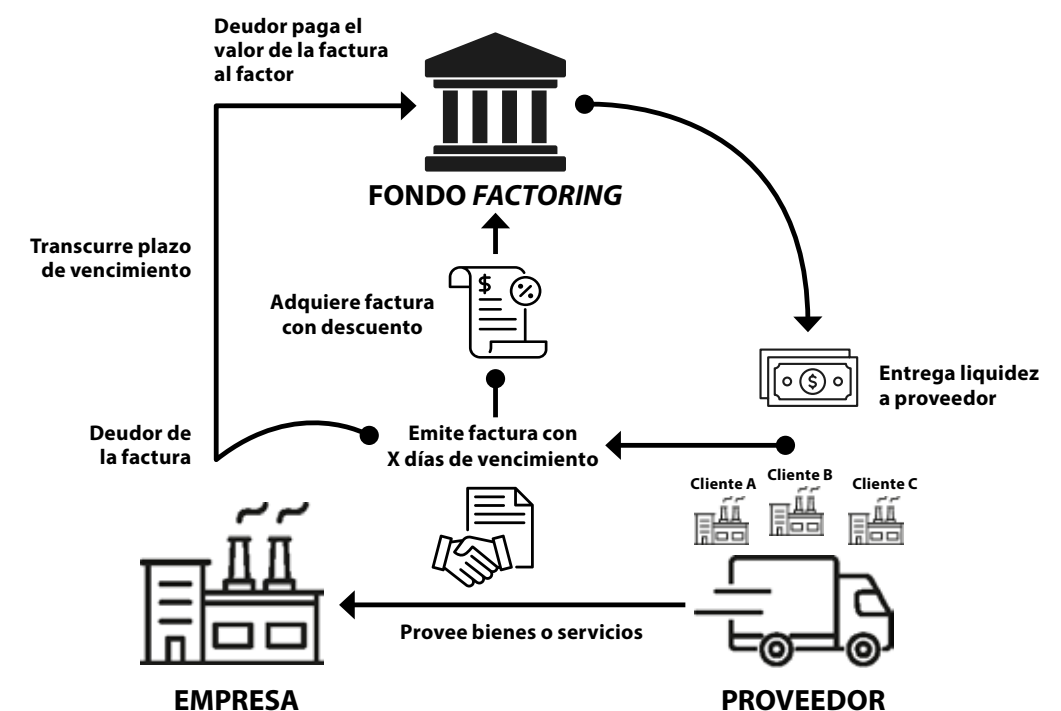 Deudor paga el
valor de la factura
al factor
FONDO FACTORING
Transcurre plazo
de vencimiento
$ %
Adquiere factura
con descuento
$
Entrega liquidez
a proveedor
Deudor de
la factura
Emite factura con
X días de vencimiento
Cliente A
Cliente B
Cliente C
Provee bienes o servicios
EMPRESA
PROVEEDOR